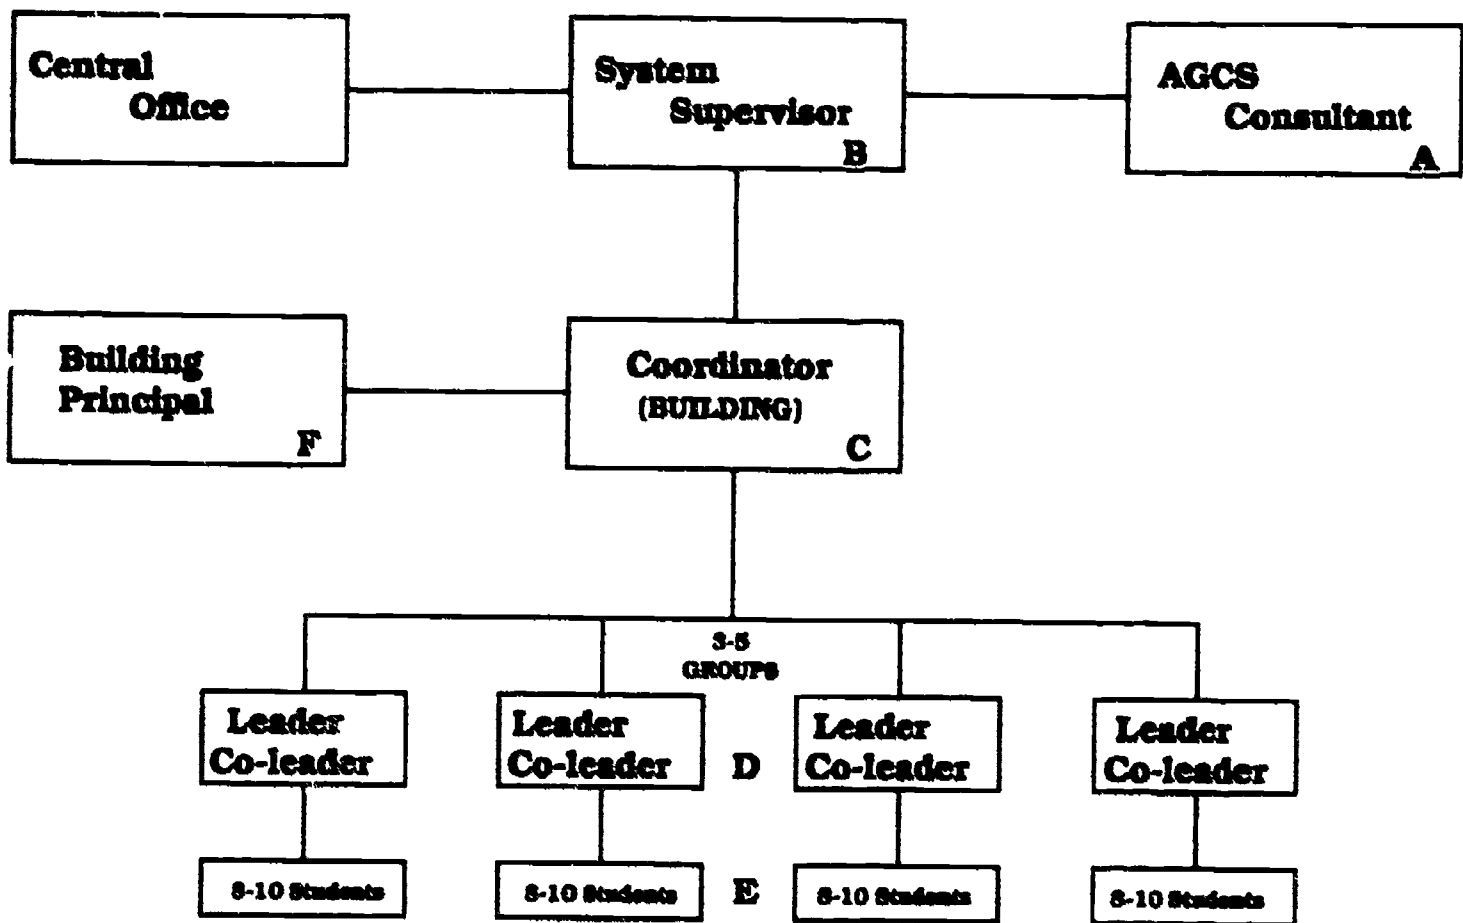 Central
Office
System
Supervisor
B
AGCS
Consultant
A
Building
Principal
F
Coordinator
(BUILDING)
C
3-5
GROUPS
Leader
Co-leader
Leader
Co-leader
D
Leader
Co-leader
Leader
Co-leader
8-10 Students
8-10 Students
E
8-10 Students
8-10 Students